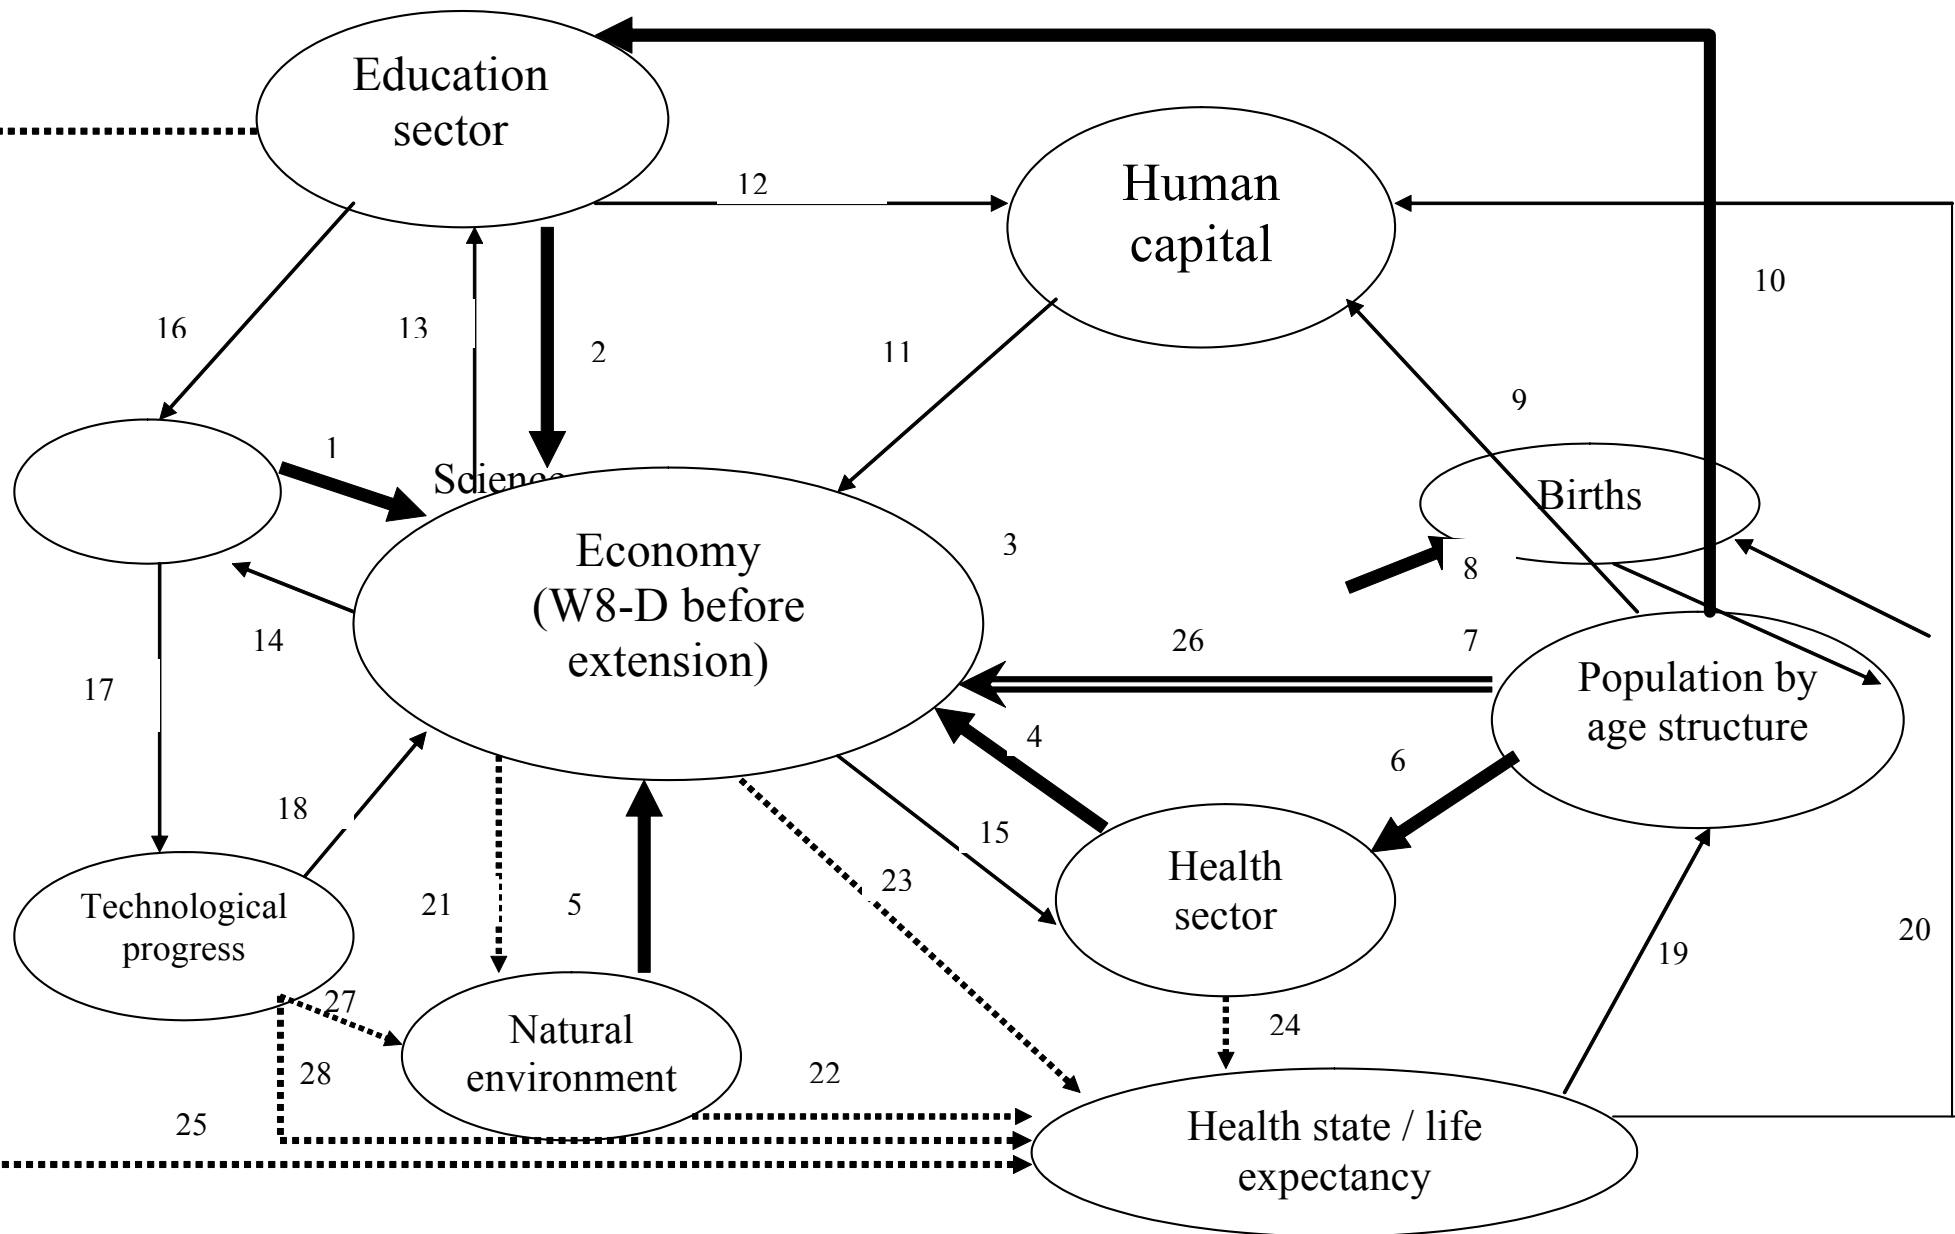 Education
sector
12
Human
capital
10
16
13
2
11
9
1
Science
Births
3
Economy
(W8-D before
extension)
8
14
26
7
17
Population by
age structure
4
6
18
15
Health
sector
23
21
5
Technological
progress
20
19
27
24
Natural
environment
28
22
25
Health state / life
expectancy